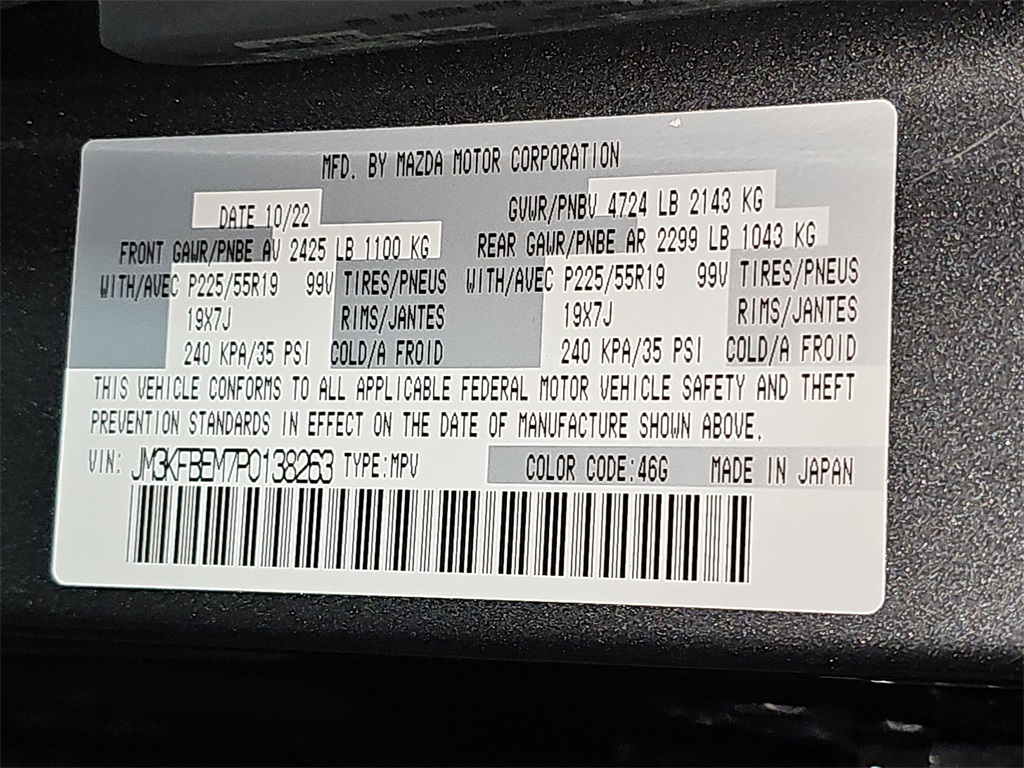 MFD. BY MAZDA MOTOR CORPORATION
DATE 10/22 GVWR/PNBV 4724 LB 2143 KG
FRONT GAWR/PNBE AV 2425 LB 1100 KG REAR GAWR/PNBE AR 2299 LB 1043 KG
WITH/AVEC P225/55R19 99V TIRES/PNEUS WITH/AVEC P225/55R19 99V TIRES/PNEUS
19X7J RIMS/JANTES 19X7J RIMS/JANTES
240 KPA/35 PSI COLD/A FROID 240 KPA/35 PSI COLD/A FROID
THIS VEHICLE CONFORMS TO ALL APPLICABLE FEDERAL MOTOR VEHICLE SAFETY AND THEFT
PREVENTION STANDARDS IN EFFECT ON THE DATE OF MANUFACTURE SHOWN ABOVE.
VIN: JM3KFBEM7P0138263 TYPE:MPV COLOR CODE:46G MADE IN JAPAN